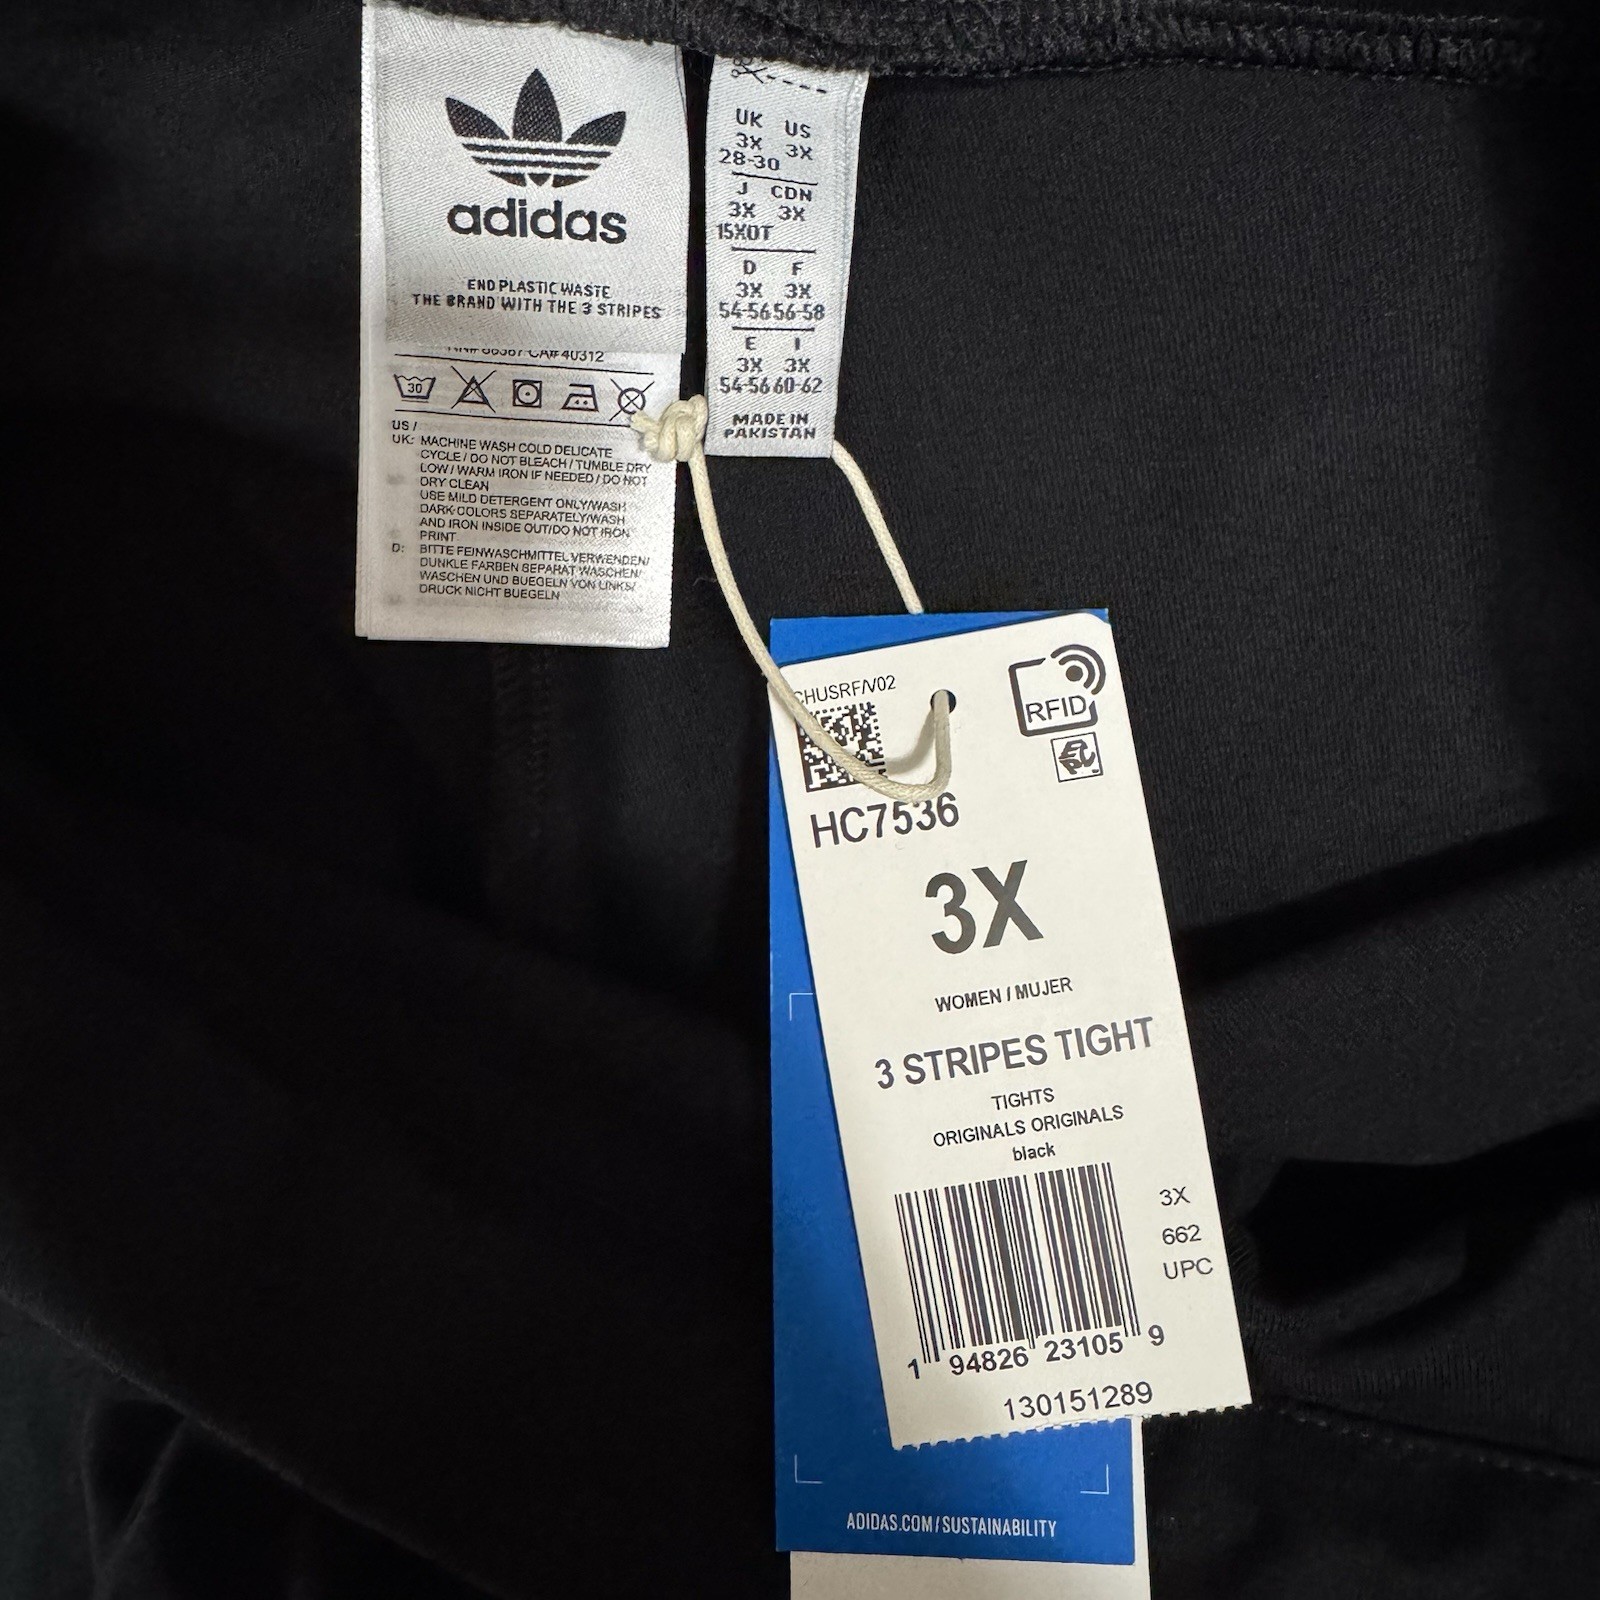 adidas
END PLASTIC WASTE
THE BRAND WITH THE 3 STRIPES
CA# 40312
30
US /
UK: MACHINE WASH COLD DELICATE
CYCLE / DO NOT BLEACH / TUMBLE DRY
LOW / WARM IRON IF NEEDED / DO NOT
DRY CLEAN
USE MILD DETERGENT ONLY/WASH
DARK COLORS SEPARATELY/WASH
AND IRON INSIDE OUT/DO NOT IRON
PRINT
D: BITTE FEINWASCHMITTEL VERWENDEN/
DUNKLE FARBEN SEPARAT WASCHEN/
WASCHEN UND BUEGELN VON LINKS/
DRUCK NICHT BUEGELN
UK US
3X 3X
28-30
J CDN
3X 3X
15XOT
D F
3X 3X
54-56 56-58
E I
3X 3X
54-56 60-62
MADE IN
PAKISTAN
CHUSRF/V02
RFID
EPC
HC7536
3X
WOMEN / MUJER
3 STRIPES TIGHT
TIGHTS
ORIGINALS ORIGINALS
black
3X
662
UPC
1 94826 23105 9
130151289
ADIDAS.COM/SUSTAINABILITY